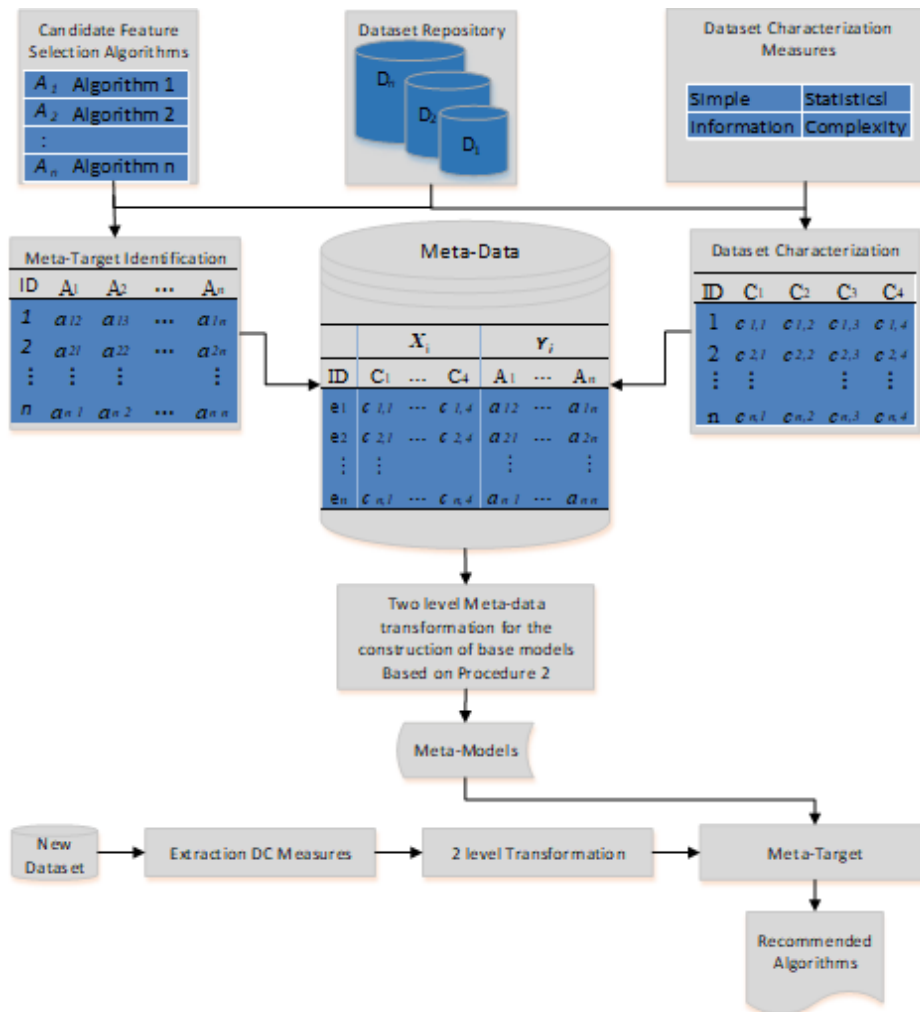 Candidate Feature
Selection Algorithms
A1 Algorithm 1
A2 Algorithm 2
:
An Algorithm n
Dataset Repository
Dn
D2
D1
Dataset Characterization
Measures
Simple Statisticsl
Information Complexity
Meta-Target Identification
ID A1 A2 ... An
1 a12 a13 ... a1n
2 a21 a22 ... a2n
⋮ ⋮ ⋮ ⋮
n an1 an2 ... ann
Meta-Data
Xi Yi
ID C1 ... C4 A1 ... An
e1 c1,1 ... c1,4 a12 ... a1n
e2 c2,1 ... c2,4 a21 ... a2n
⋮ ⋮ ⋮ ⋮
en cn,1 ... cn,4 an1 ... ann
Dataset Characterization
ID C1 C2 C3 C4
1 c1,1 c1,2 c1,3 c1,4
2 c2,1 c2,2 c2,3 c2,4
⋮ ⋮ ⋮ ⋮
n cn,1 cn,2 cn,3 cn,4
Two level Meta-data
transformation for the
construction of base models
Based on Procedure 2
Meta-Models
New
Dataset
Extraction DC Measures
2 level Transformation
Meta-Target
Recommended
Algorithms